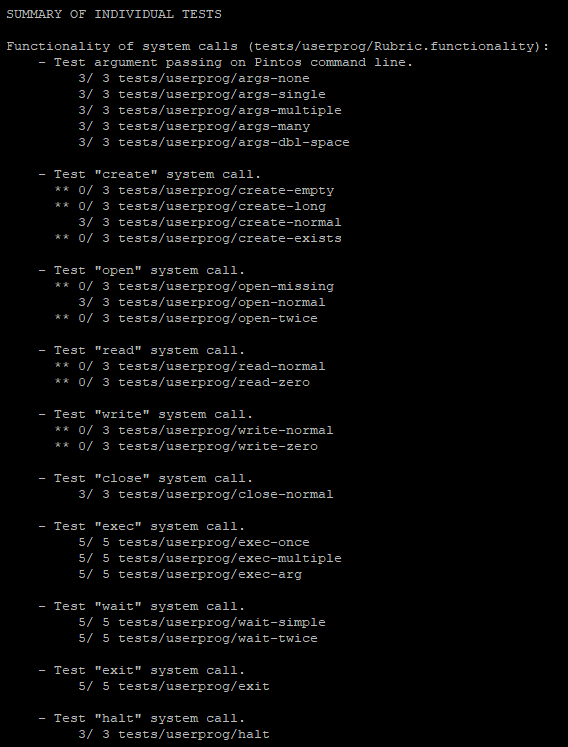 SUMMARY OF INDIVIDUAL TESTS
Functionality of system calls (tests/userprog/Rubric.functionality):
- Test argument passing on Pintos command line.
3/ 3 tests/userprog/args-none
3/ 3 tests/userprog/args-single
3/ 3 tests/userprog/args-multiple
3/ 3 tests/userprog/args-many
3/ 3 tests/userprog/args-dbl-space
- Test "create" system call.
** 0/ 3 tests/userprog/create-empty
** 0/ 3 tests/userprog/create-long
3/ 3 tests/userprog/create-normal
** 0/ 3 tests/userprog/create-exists
- Test "open" system call.
** 0/ 3 tests/userprog/open-missing
3/ 3 tests/userprog/open-normal
** 0/ 3 tests/userprog/open-twice
- Test "read" system call.
** 0/ 3 tests/userprog/read-normal
** 0/ 3 tests/userprog/read-zero
- Test "write" system call.
** 0/ 3 tests/userprog/write-normal
** 0/ 3 tests/userprog/write-zero
- Test "close" system call.
3/ 3 tests/userprog/close-normal
- Test "exec" system call.
5/ 5 tests/userprog/exec-once
5/ 5 tests/userprog/exec-multiple
5/ 5 tests/userprog/exec-arg
- Test "wait" system call.
5/ 5 tests/userprog/wait-simple
5/ 5 tests/userprog/wait-twice
- Test "exit" system call.
5/ 5 tests/userprog/exit
- Test "halt" system call.
3/ 3 tests/userprog/halt